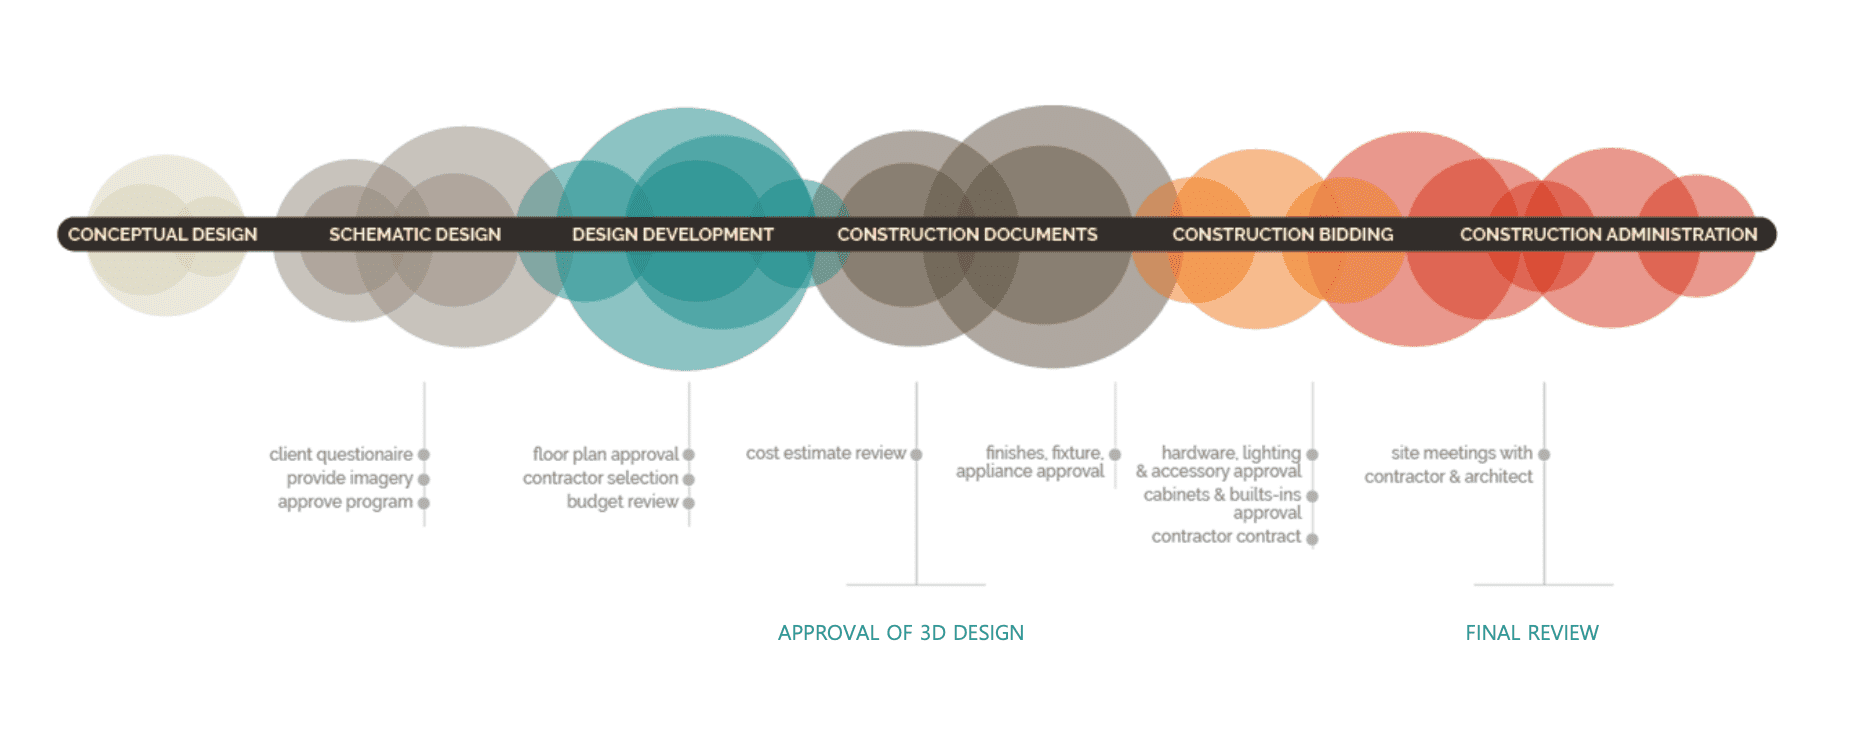 CONCEPTUAL DESIGN
SCHEMATIC DESIGN
DESIGN DEVELOPMENT
CONSTRUCTION DOCUMENTS
CONSTRUCTION BIDDING
CONSTRUCTION ADMINISTRATION
client questionaire
provide imagery
approve program
floor plan approval
contractor selection
budget review
cost estimate review
finishes, fixture,
appliance approval
hardware, lighting
& accessory approval
cabinets & builts-ins
approval
contractor contract
site meetings with
contractor & architect
APPROVAL OF 3D DESIGN
FINAL REVIEW